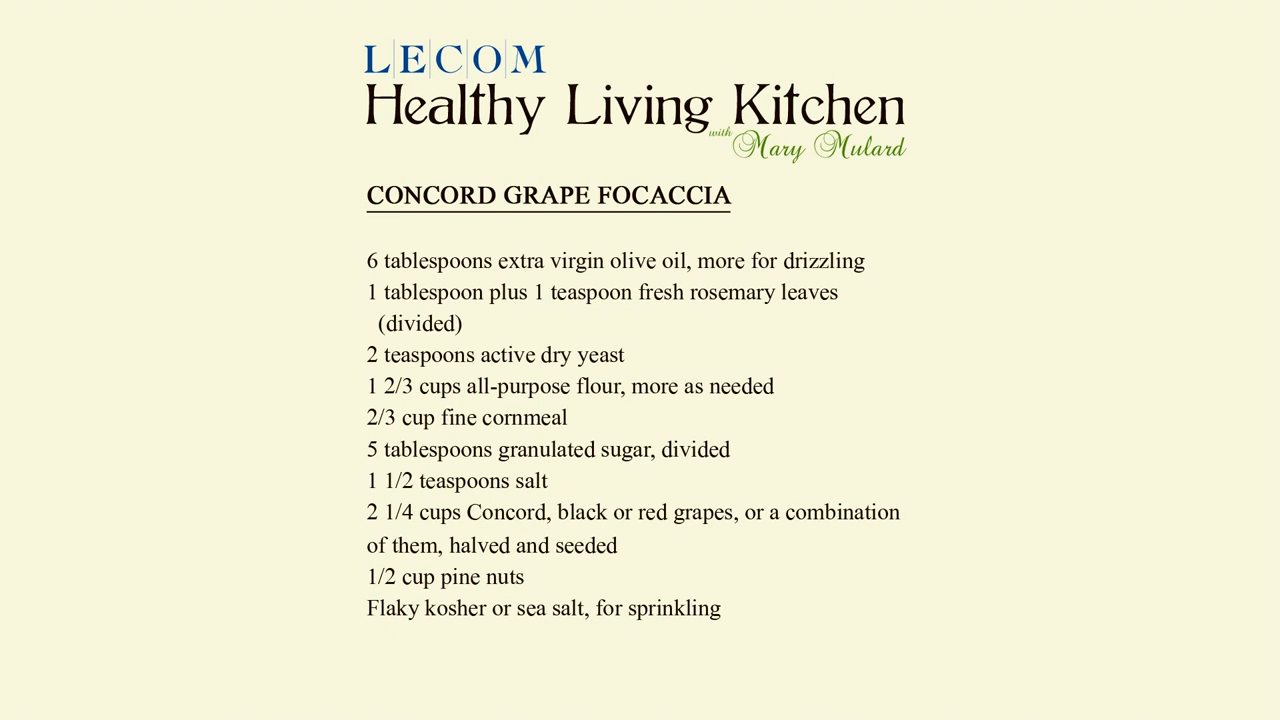 LECOM
Healthy Living Kitchen
with Mary Mulard
CONCORD GRAPE FOCACCIA
6 tablespoons extra virgin olive oil, more for drizzling
1 tablespoon plus 1 teaspoon fresh rosemary leaves
(divided)
2 teaspoons active dry yeast
1 2/3 cups all-purpose flour, more as needed
2/3 cup fine cornmeal
5 tablespoons granulated sugar, divided
1 1/2 teaspoons salt
2 1/4 cups Concord, black or red grapes, or a combination
of them, halved and seeded
1/2 cup pine nuts
Flaky kosher or sea salt, for sprinkling